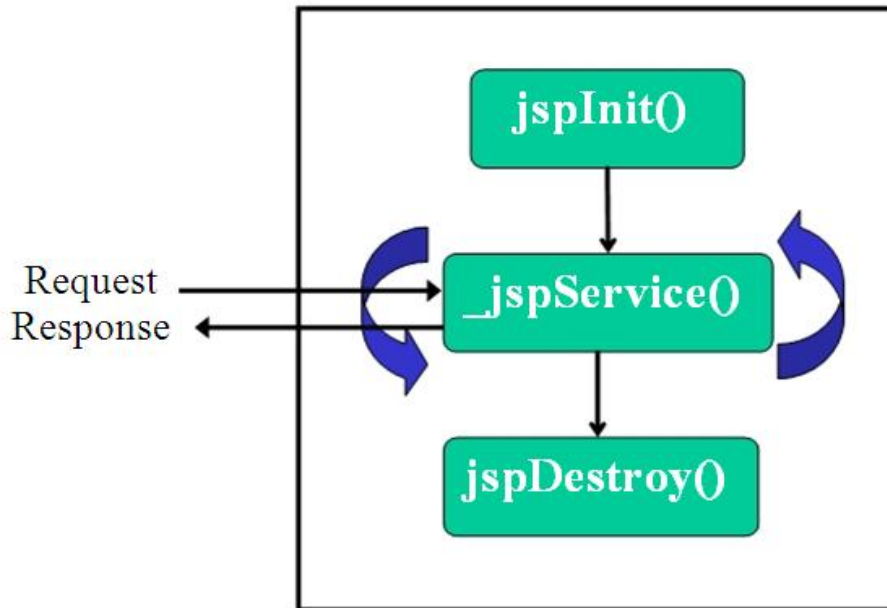 jspInit()
Request
Response
_jspService()
jspDestroy()